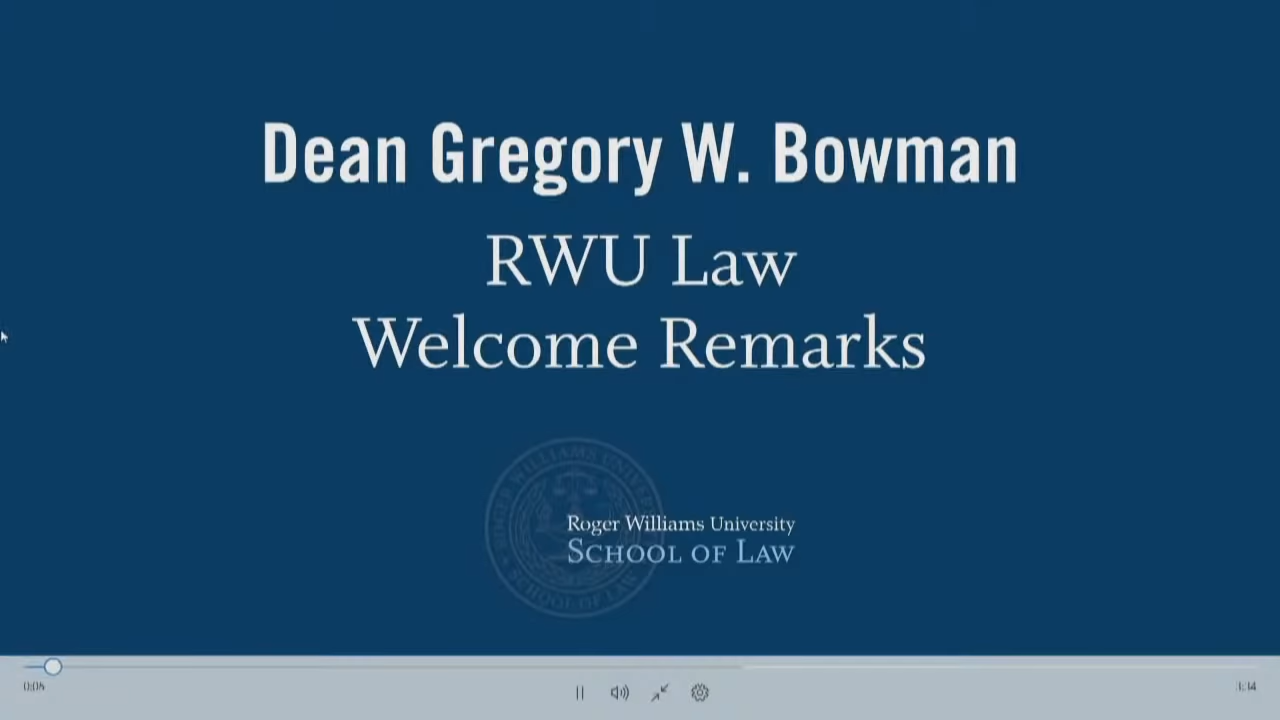 Dean Gregory W. Bowman
RWU Law
Welcome Remarks
Roger Williams University
School of Law